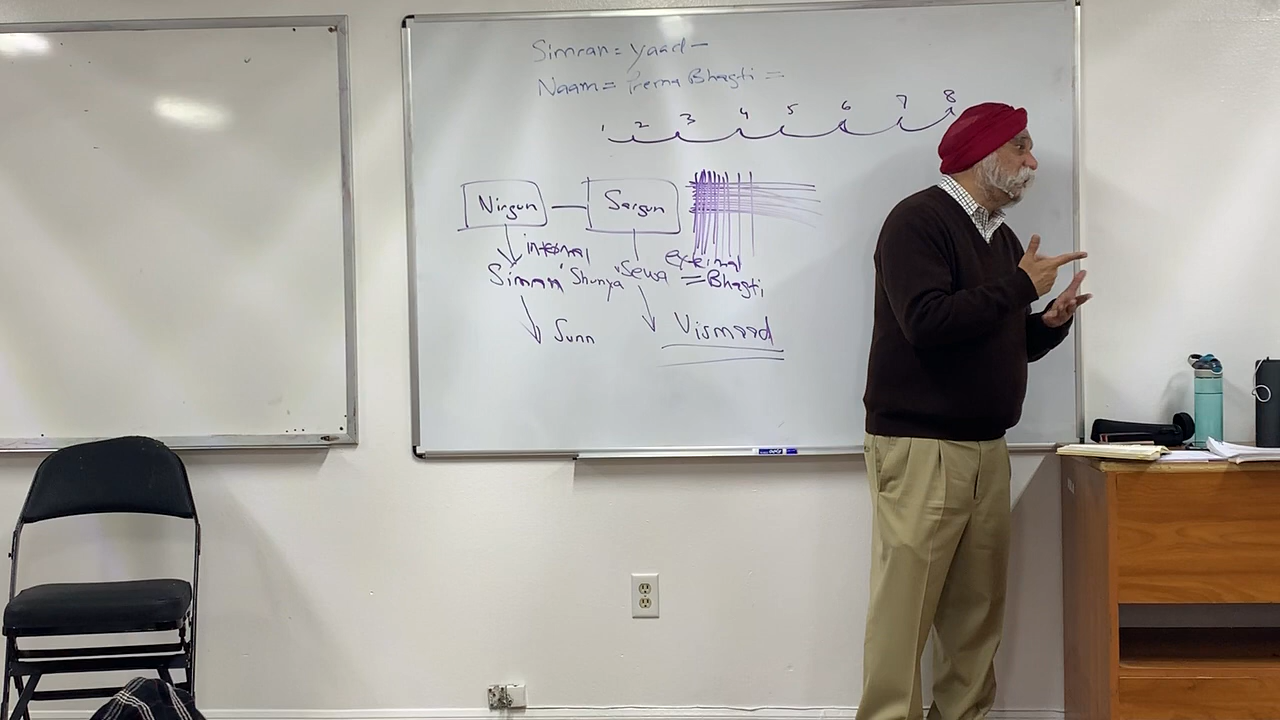 Simran = Yaad –
Naam = Prema Bhagti =
1 2 3 4 5 6 7 8
Nirgun — Sargun
internal external
Simran 'Shunya' Sewa = Bhagti
Sunn Vismaad